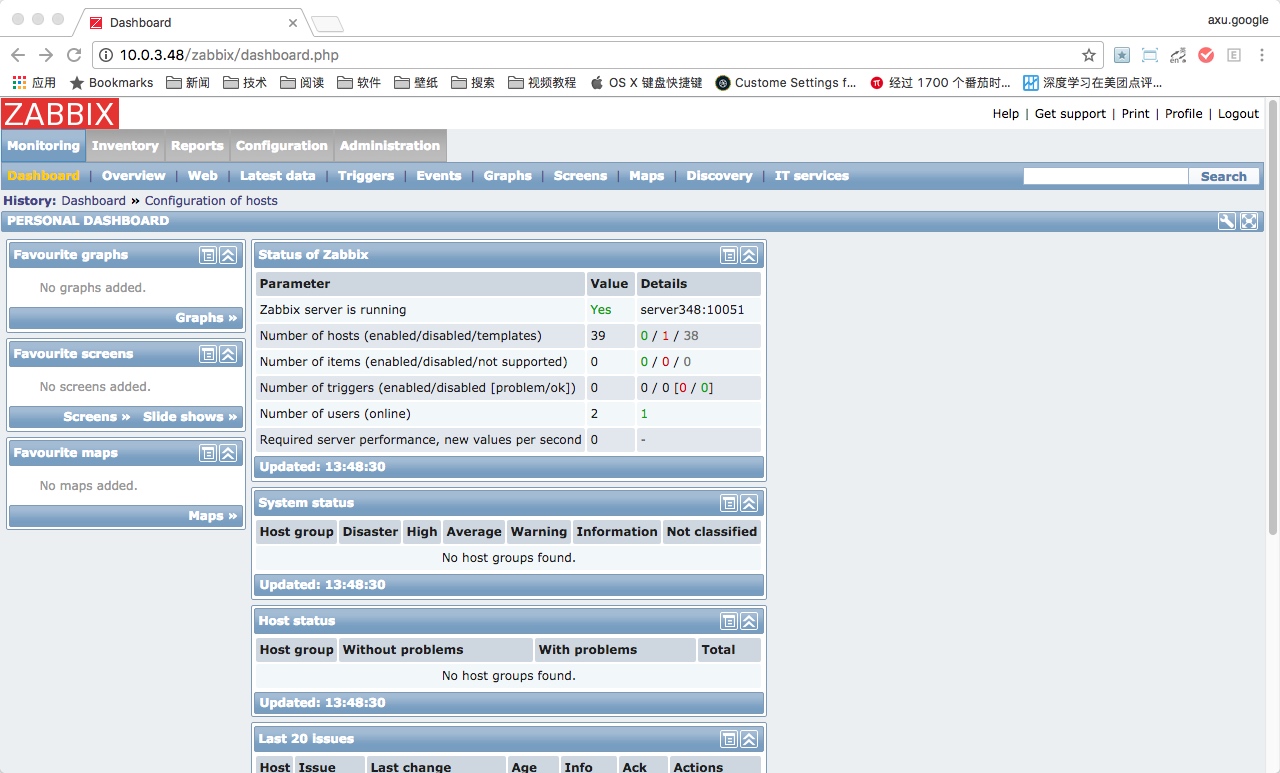 Dashboard
axu.google
10.0.3.48/zabbix/dashboard.php
应用 Bookmarks 新闻 技术 阅读 软件 壁纸 搜索 视频教程 OS X 键盘快捷键 Custome Settings f... 经过 1700 个番茄时... 深度学习在美团点评...
ZABBIX
Help | Get support | Print | Profile | Logout
Monitoring Inventory Reports Configuration Administration
Dashboard | Overview | Web | Latest data | Triggers | Events | Graphs | Screens | Maps | Discovery | IT services Search
History: Dashboard » Configuration of hosts
PERSONAL DASHBOARD
Favourite graphs
No graphs added.
Graphs »
Favourite screens
No screens added.
Screens » Slide shows »
Favourite maps
No maps added.
Maps »
Status of Zabbix
Parameter Value Details
Zabbix server is running Yes server348:10051
Number of hosts (enabled/disabled/templates) 39 0 / 1 / 38
Number of items (enabled/disabled/not supported) 0 0 / 0 / 0
Number of triggers (enabled/disabled [problem/ok]) 0 0 / 0 [0 / 0]
Number of users (online) 2 1
Required server performance, new values per second 0 -
Updated: 13:48:30
System status
Host group Disaster High Average Warning Information Not classified
No host groups found.
Updated: 13:48:30
Host status
Host group Without problems With problems Total
No host groups found.
Updated: 13:48:30
Last 20 issues
Host Issue Last change Age Info Ack Actions